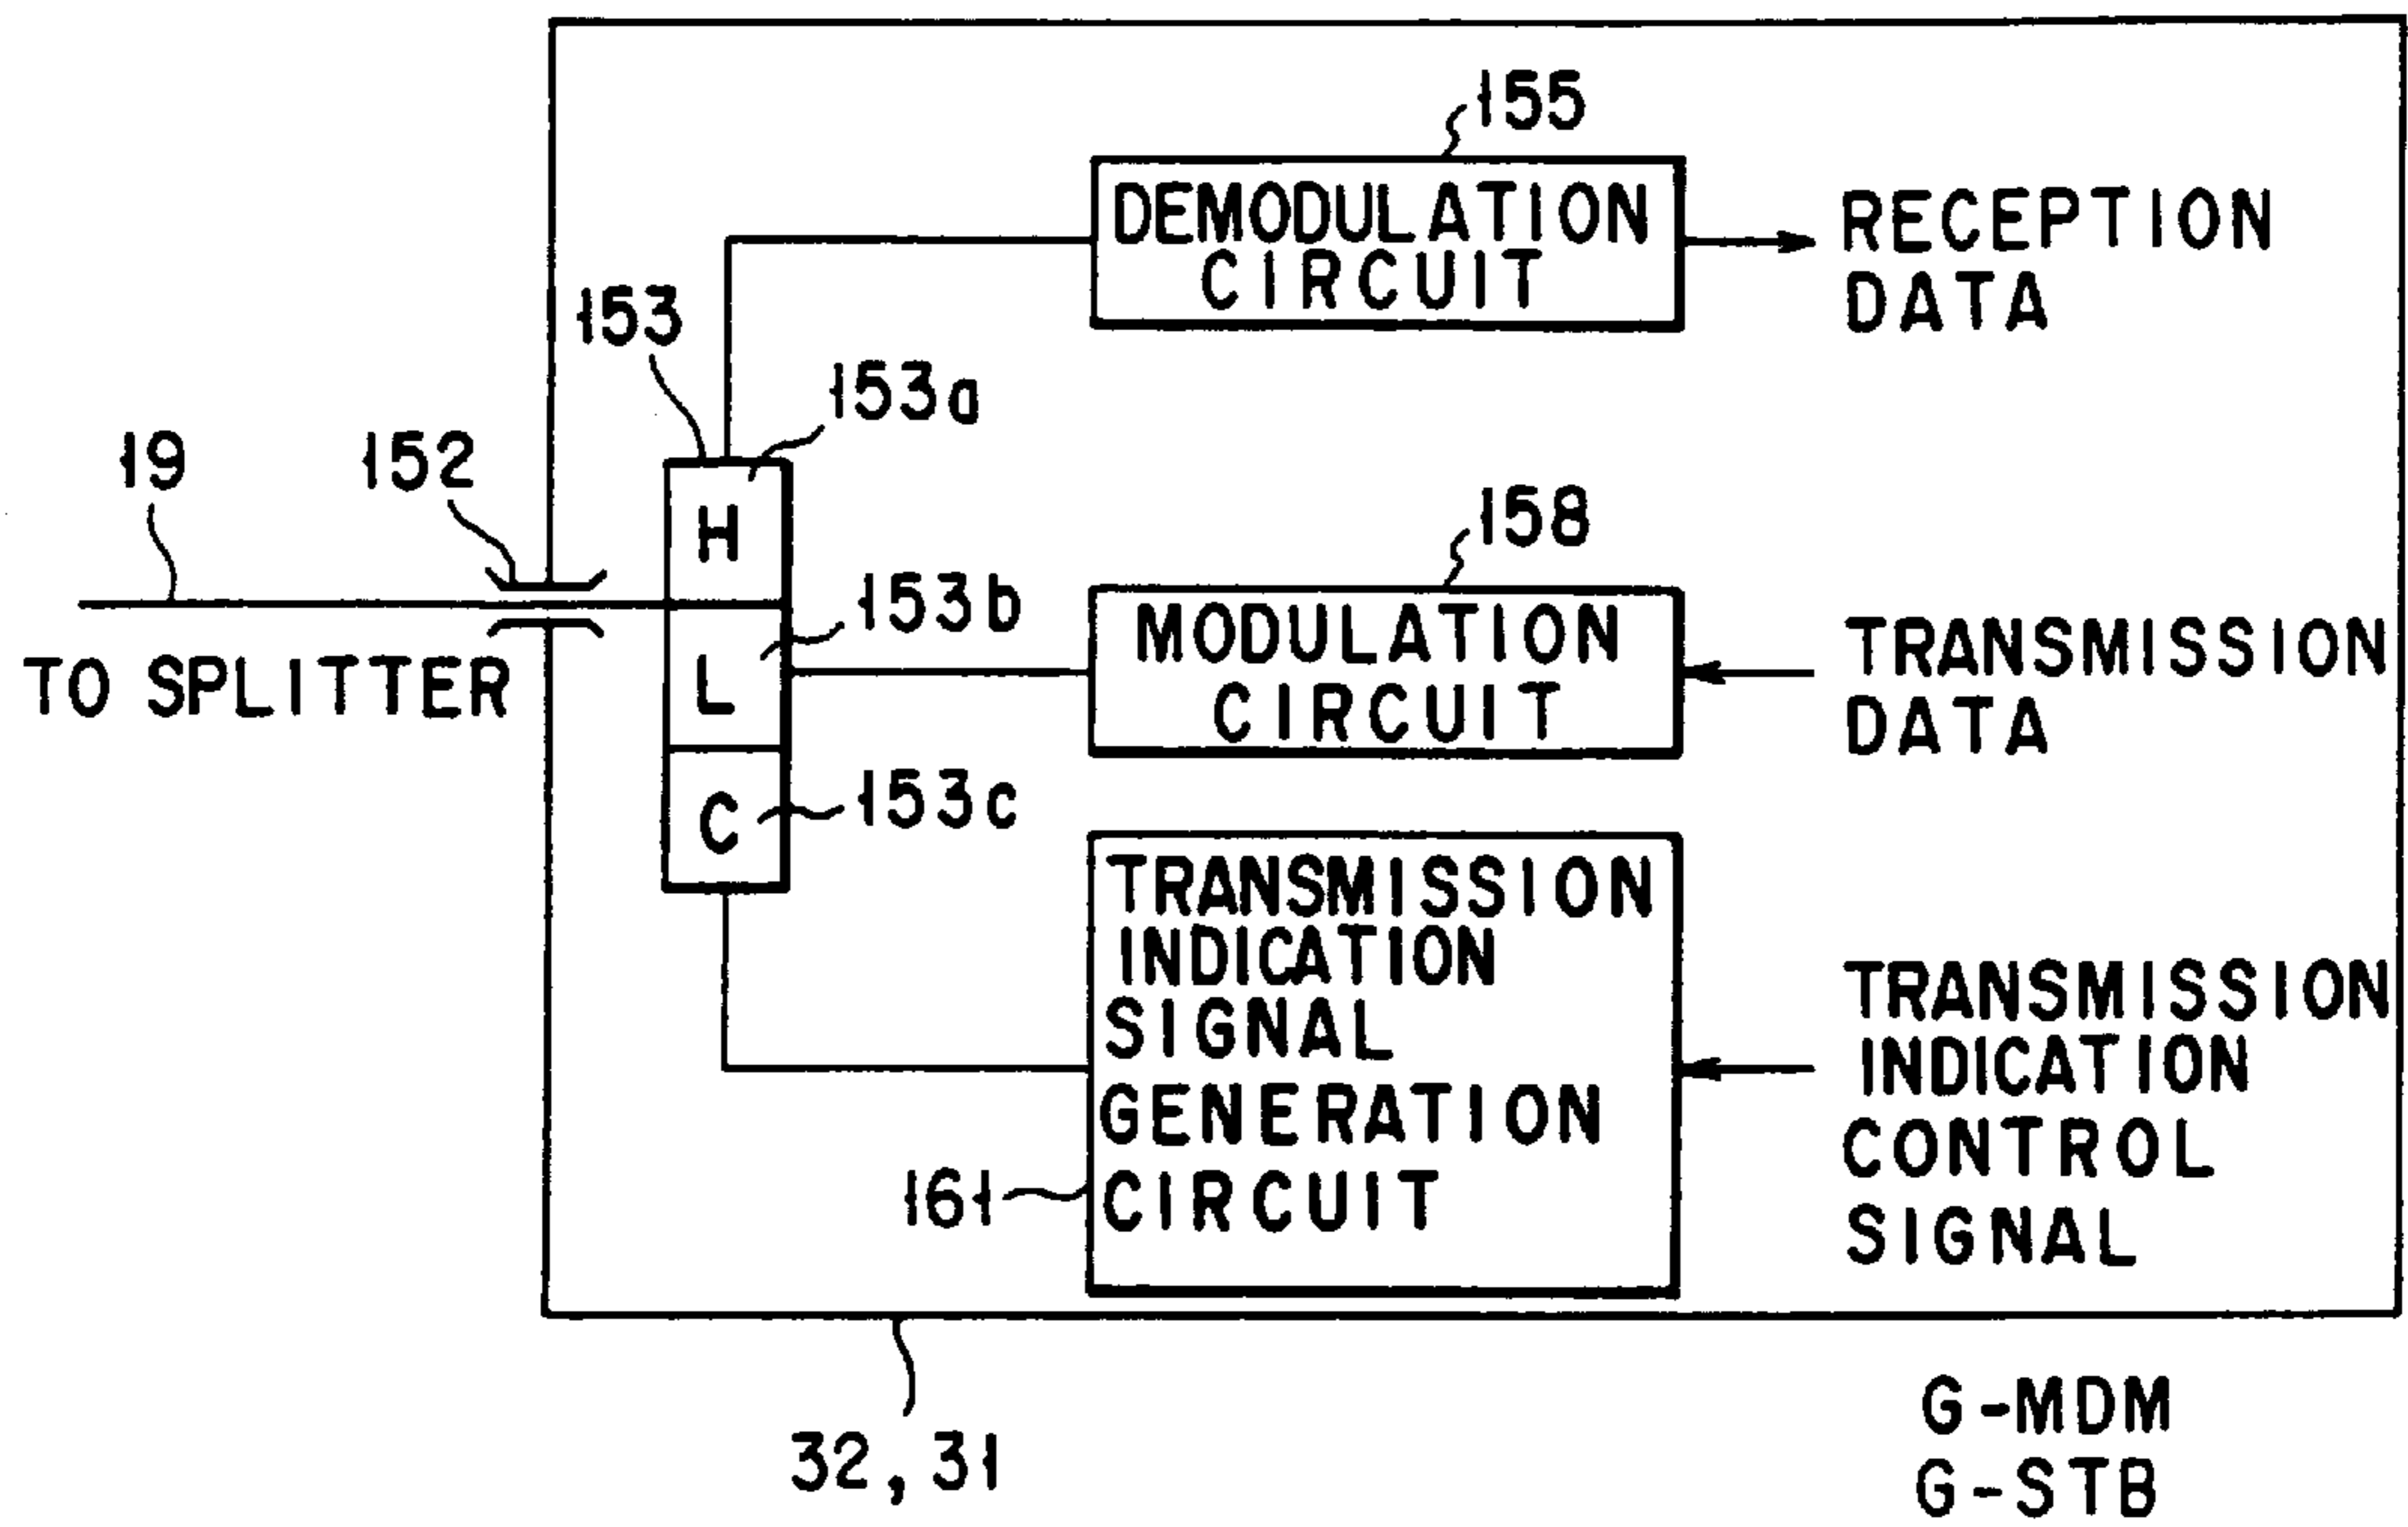 155
DEMODULATION
CIRCUIT
RECEPTION
DATA
153
153a
19
152
H
158
153b
MODULATION
CIRCUIT
TRANSMISSION
DATA
TO SPLITTER
L
C
153c
TRANSMISSION
INDICATION
SIGNAL
GENERATION
CIRCUIT
161
TRANSMISSION
INDICATION
CONTROL
SIGNAL
32, 31
G-MDM
G-STB